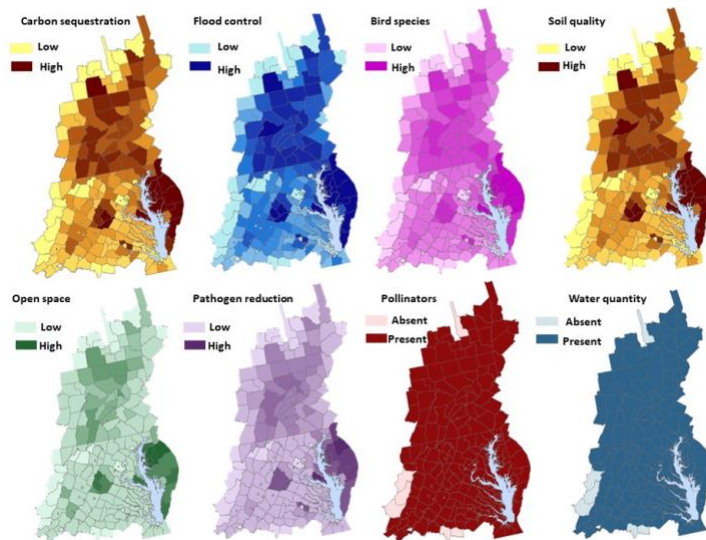 Carbon sequestration
Low
High
Flood control
Low
High
Bird species
Low
High
Soil quality
Low
High
Open space
Low
High
Pathogen reduction
Low
High
Pollinators
Absent
Present
Water quantity
Absent
Present